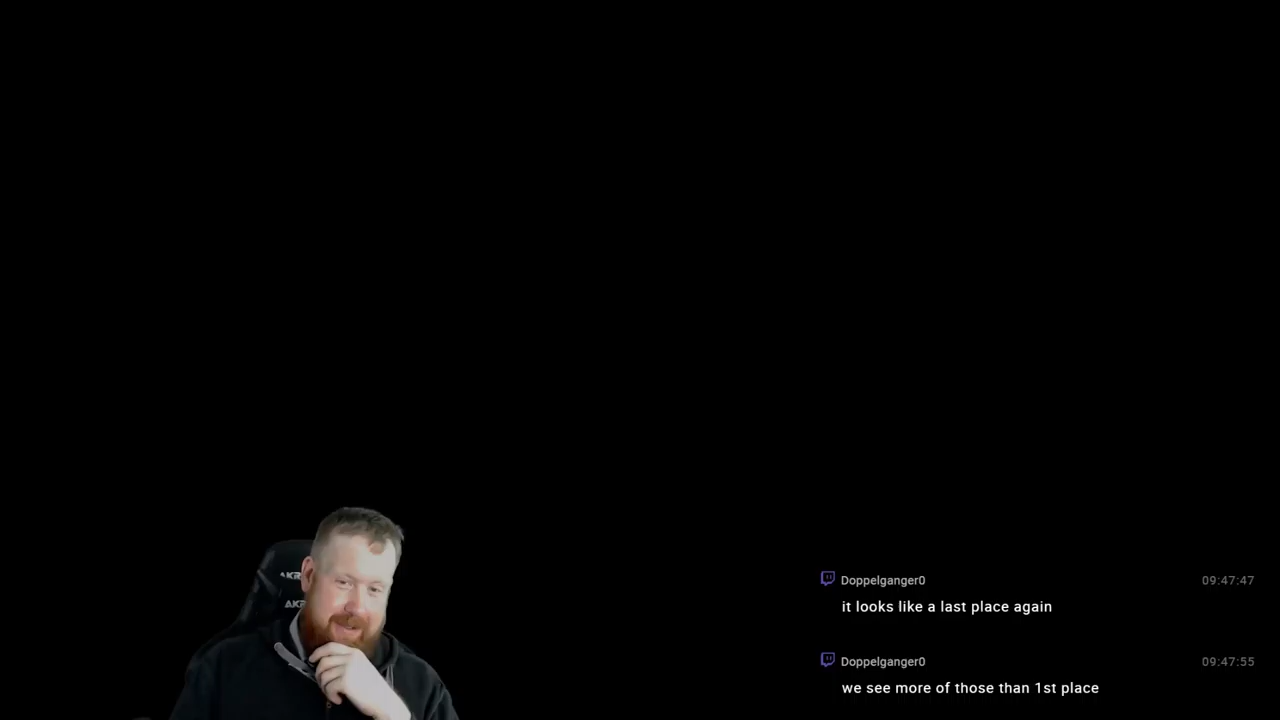 Doppelganger0 09:47:47
it looks like a last place again
Doppelganger0 09:47:55
we see more of those than 1st place